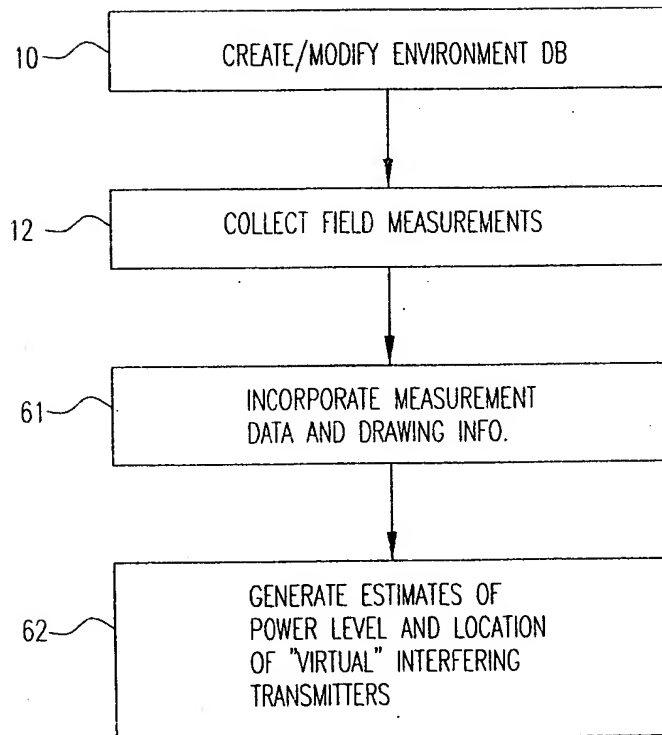 10
CREATE/MODIFY ENVIRONMENT DB
12
COLLECT FIELD MEASUREMENTS
61
INCORPORATE MEASUREMENT
DATA AND DRAWING INFO.
62
GENERATE ESTIMATES OF
POWER LEVEL AND LOCATION
OF "VIRTUAL" INTERFERING
TRANSMITTERS